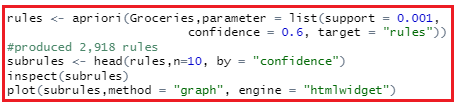 rules <- apriori(Groceries,parameter = list(support = 0.001,
confidence = 0.6, target = "rules"))
#produced 2,918 rules
subrules <- head(rules,n=10, by = "confidence")
inspect(subrules)
plot(subrules,method = "graph", engine = "htmlwidget")